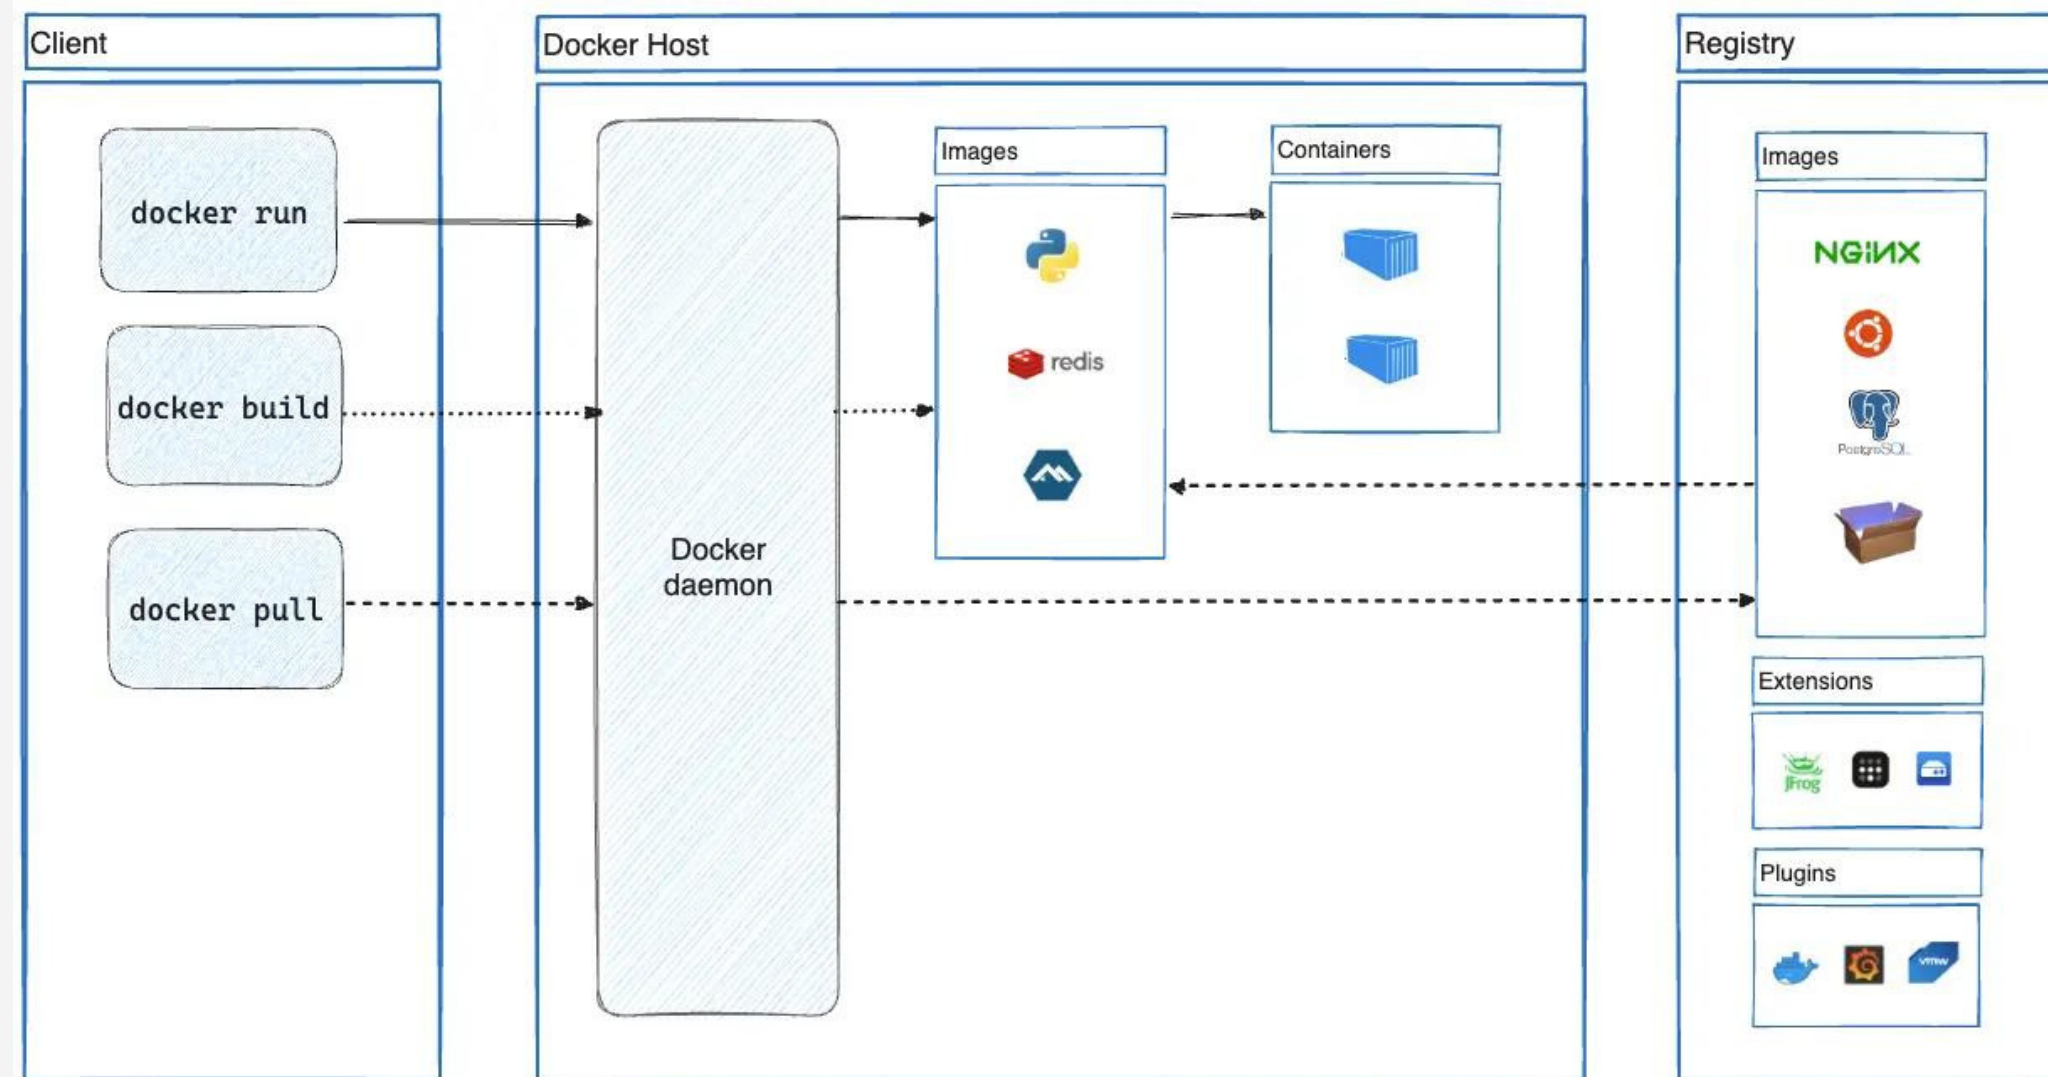 Client
Docker Host
Registry
docker run
docker build
docker pull
Docker
daemon
Images
redis
Containers
Images
NGiNX
PostgreSQL
Extensions
jFrog
Plugins
vmw